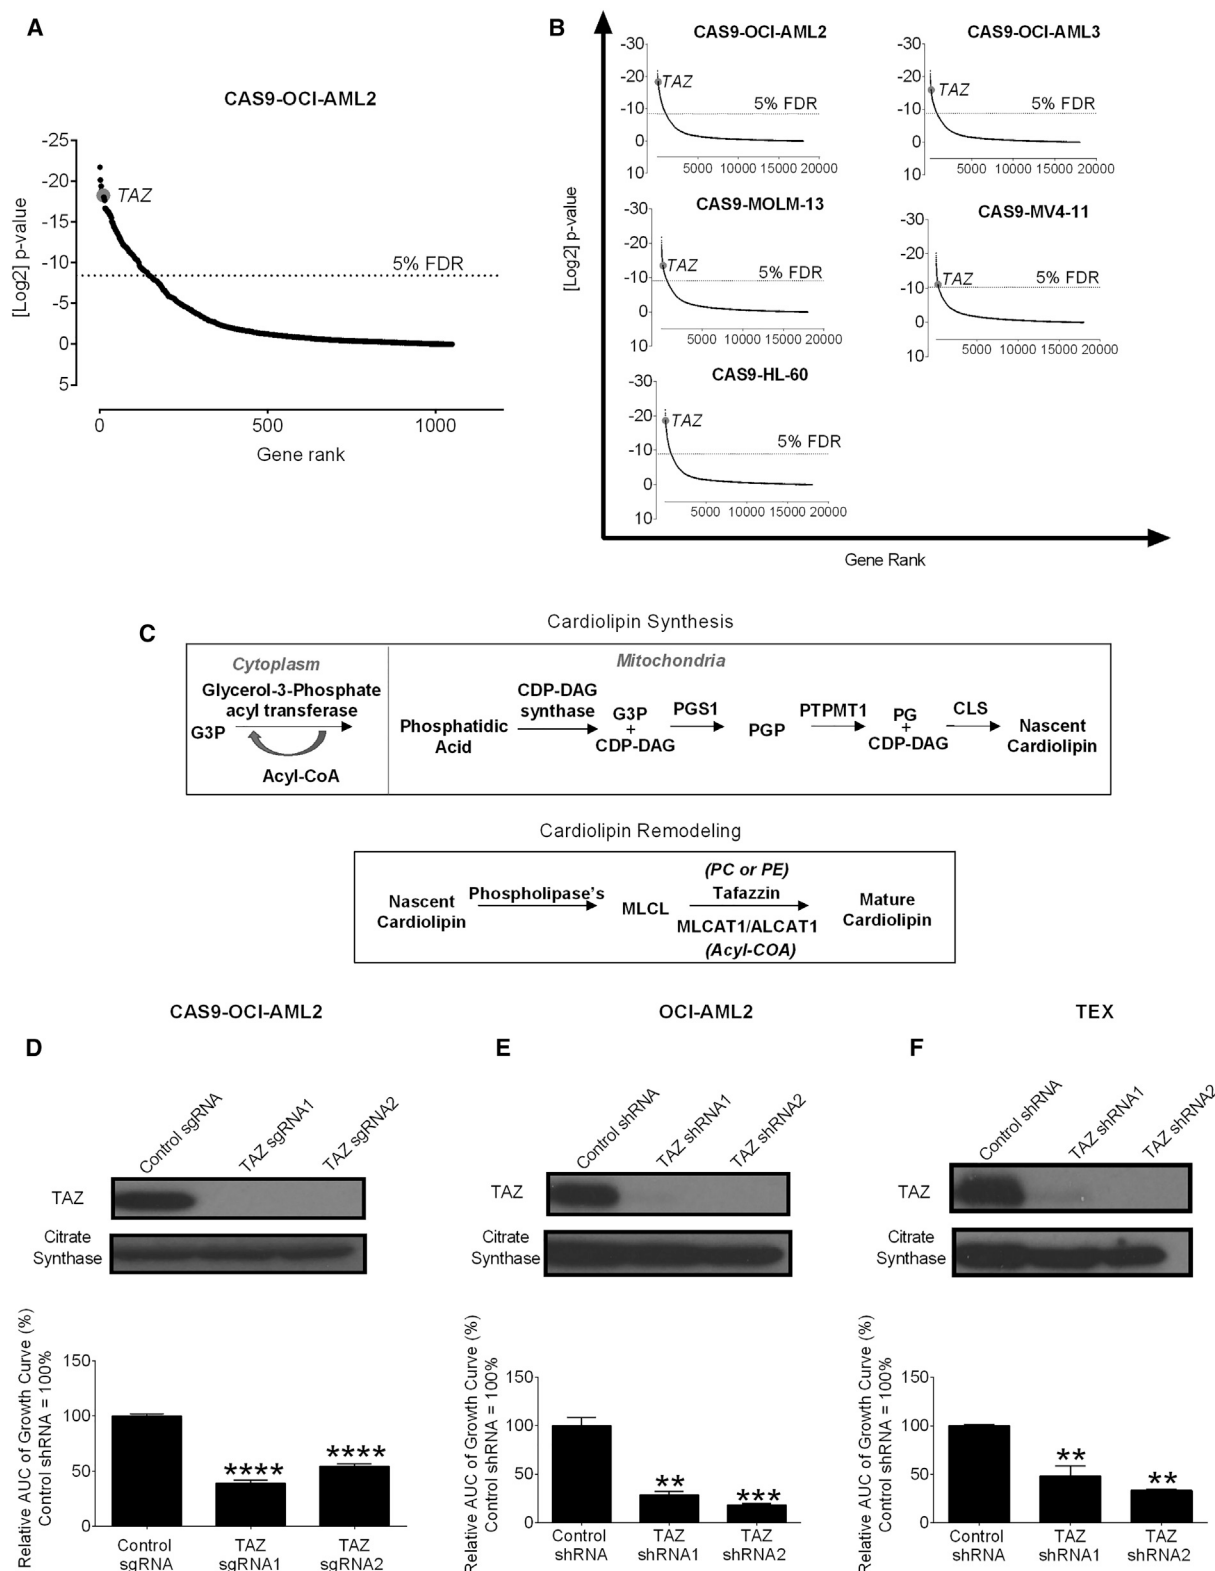 A
CAS9-OCI-AML2
[Log2] p-value
-25
-20
-15
-10
-5
0
5
TAZ
5% FDR
0
500
1000
Gene rank
B
[Log2] p-value
CAS9-OCI-AML2
-30
-20
-10
0
10
TAZ
5% FDR
5000
10000
15000
20000
CAS9-OCI-AML3
-30
-20
-10
0
10
TAZ
5% FDR
5000
10000
15000
20000
CAS9-MOLM-13
-30
-20
-10
0
10
TAZ
5% FDR
5000
10000
15000
20000
CAS9-MV4-11
-30
-20
-10
0
10
TAZ
5% FDR
5000
10000
15000
20000
CAS9-HL-60
-30
-20
-10
0
10
TAZ
5% FDR
5000
10000
15000
20000
Gene Rank
C
Cardiolipin Synthesis
Cytoplasm
Glycerol-3-Phosphate
acyl transferase
G3P
Acyl-CoA
Mitochondria
Phosphatidic
Acid
CDP-DAG
synthase
G3P
+
CDP-DAG
PGS1
PGP
PTPMT1
PG
+
CDP-DAG
CLS
Nascent
Cardiolipin
Cardiolipin Remodeling
Nascent
Cardiolipin
Phospholipase's
MLCL
(PC or PE)
Tafazzin
MLCAT1/ALCAT1
(Acyl-COA)
Mature
Cardiolipin
CAS9-OCI-AML2
D
Control sgRNA
TAZ sgRNA1
TAZ sgRNA2
TAZ
Citrate
Synthase
Relative AUC of Growth Curve (%)
Control shRNA = 100%
150
100
50
0
****
****
Control
sgRNA
TAZ
sgRNA1
TAZ
sgRNA2
OCI-AML2
E
Control shRNA
TAZ shRNA1
TAZ shRNA2
TAZ
Citrate
Synthase
Relative AUC of Growth Curve (%)
Control shRNA = 100%
150
100
50
0
**
***
Control
shRNA
TAZ
shRNA1
TAZ
shRNA2
TEX
F
Control shRNA
TAZ shRNA1
TAZ shRNA2
TAZ
Citrate
Synthase
Relative AUC of Growth Curve (%)
Control shRNA = 100%
150
100
50
0
**
**
Control
shRNA
TAZ
shRNA1
TAZ
shRNA2